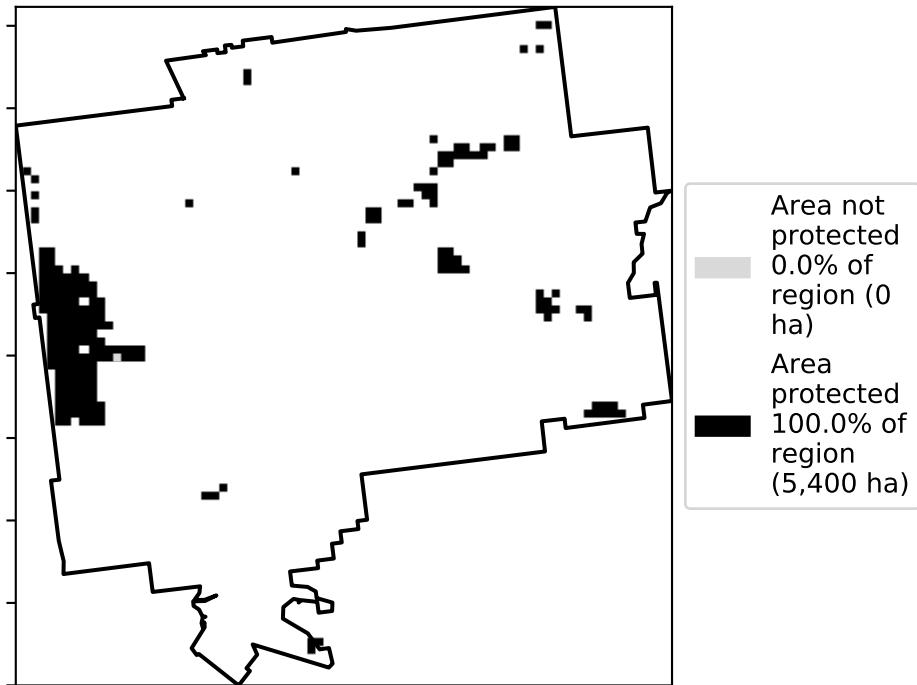 Area not
protected
0.0% of
region (0
ha)
Area
protected
100.0% of
region
(5,400 ha)